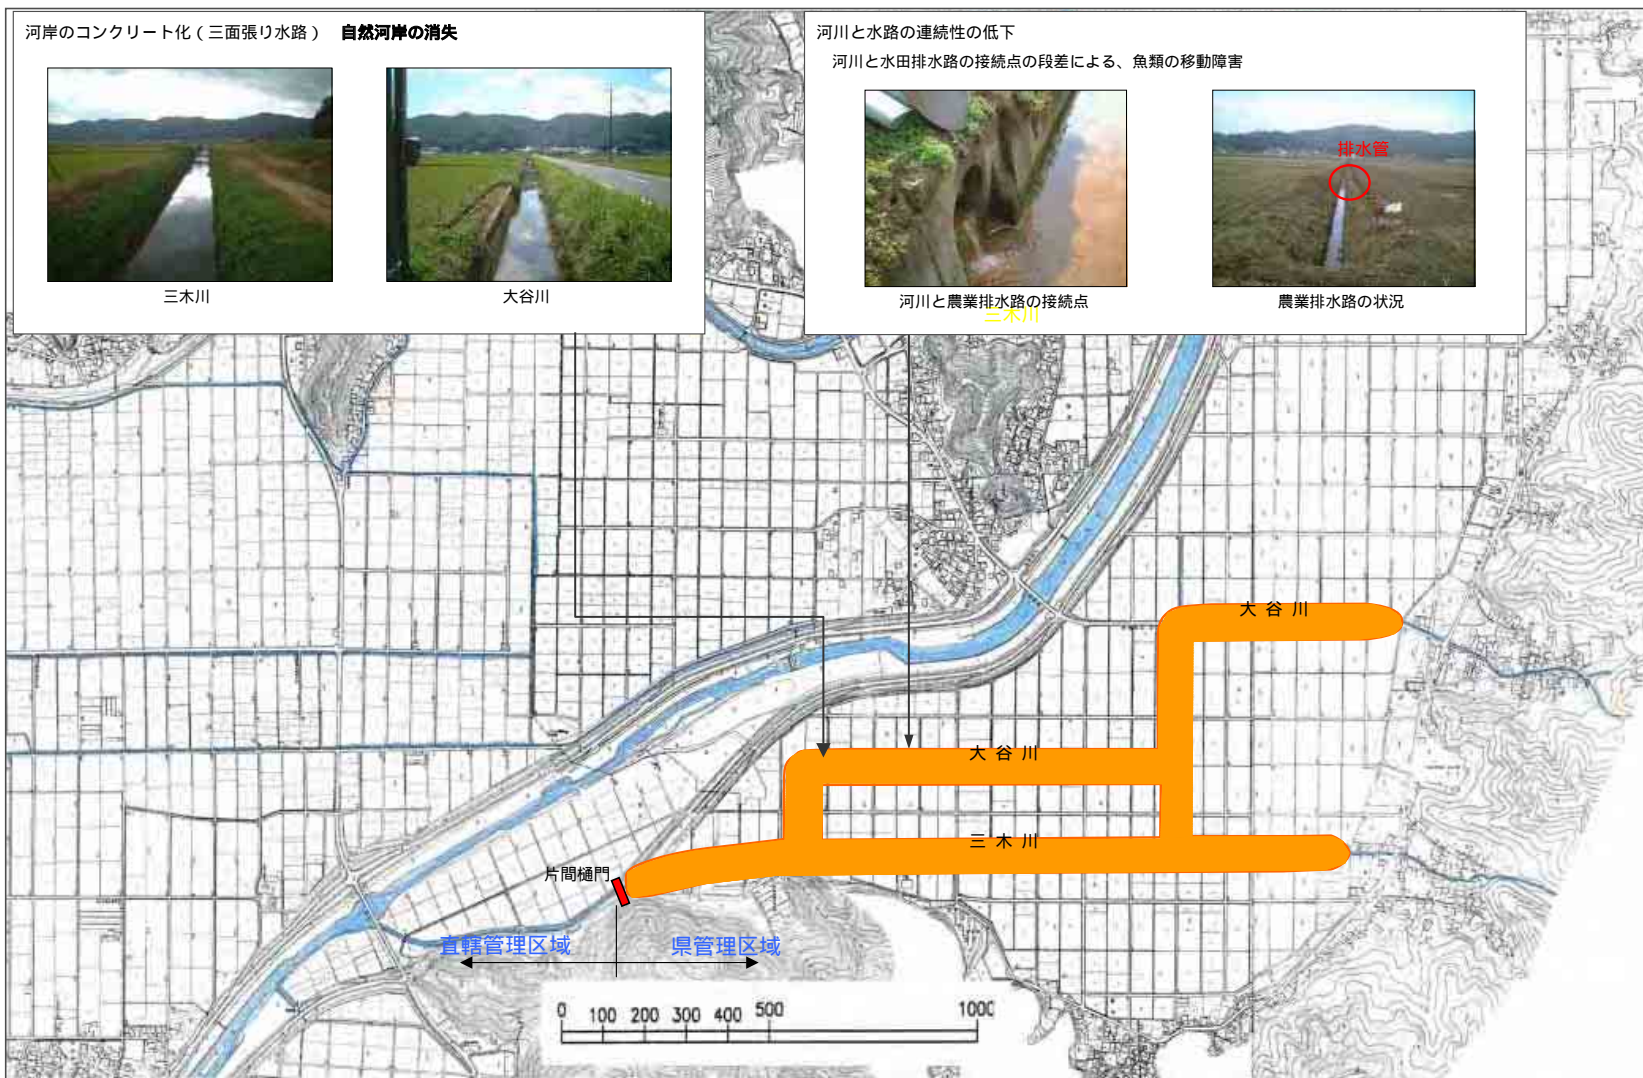 河岸のコンクリート化（三面張り水路） 自然河岸の消失
三木川
大谷川
河川と水路の連続性の低下
河川と水田排水路の接続点の段差による、魚類の移動障害
排水管
河川と農業排水路の接続点
農業排水路の状況
三木川
大谷川
大谷川
三木川
片間樋門
直轄管理区域
県管理区域
0 100 200 300 400 500 1000